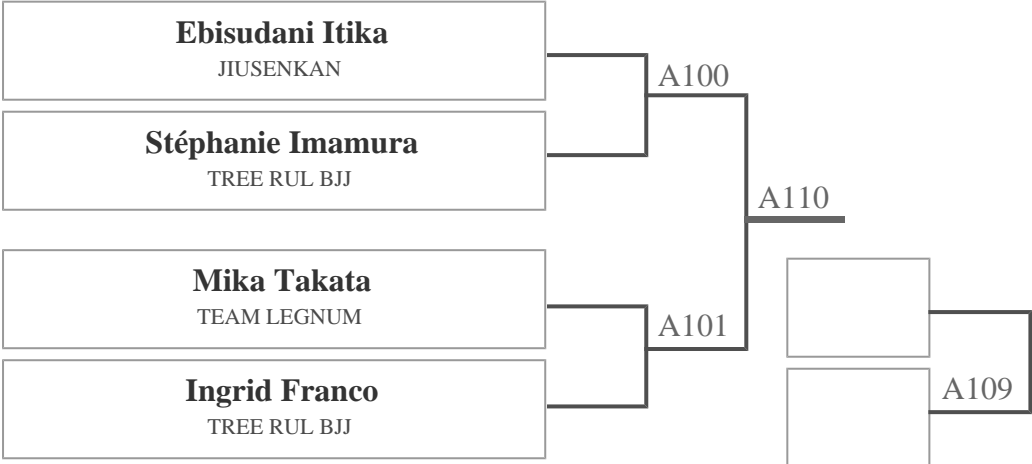 Ebisudani Itika
JIUSENKAN
A100
Stéphanie Imamura
TREE RUL BJJ
A110
Mika Takata
TEAM LEGNUM
A101
Ingrid Franco
TREE RUL BJJ
A109